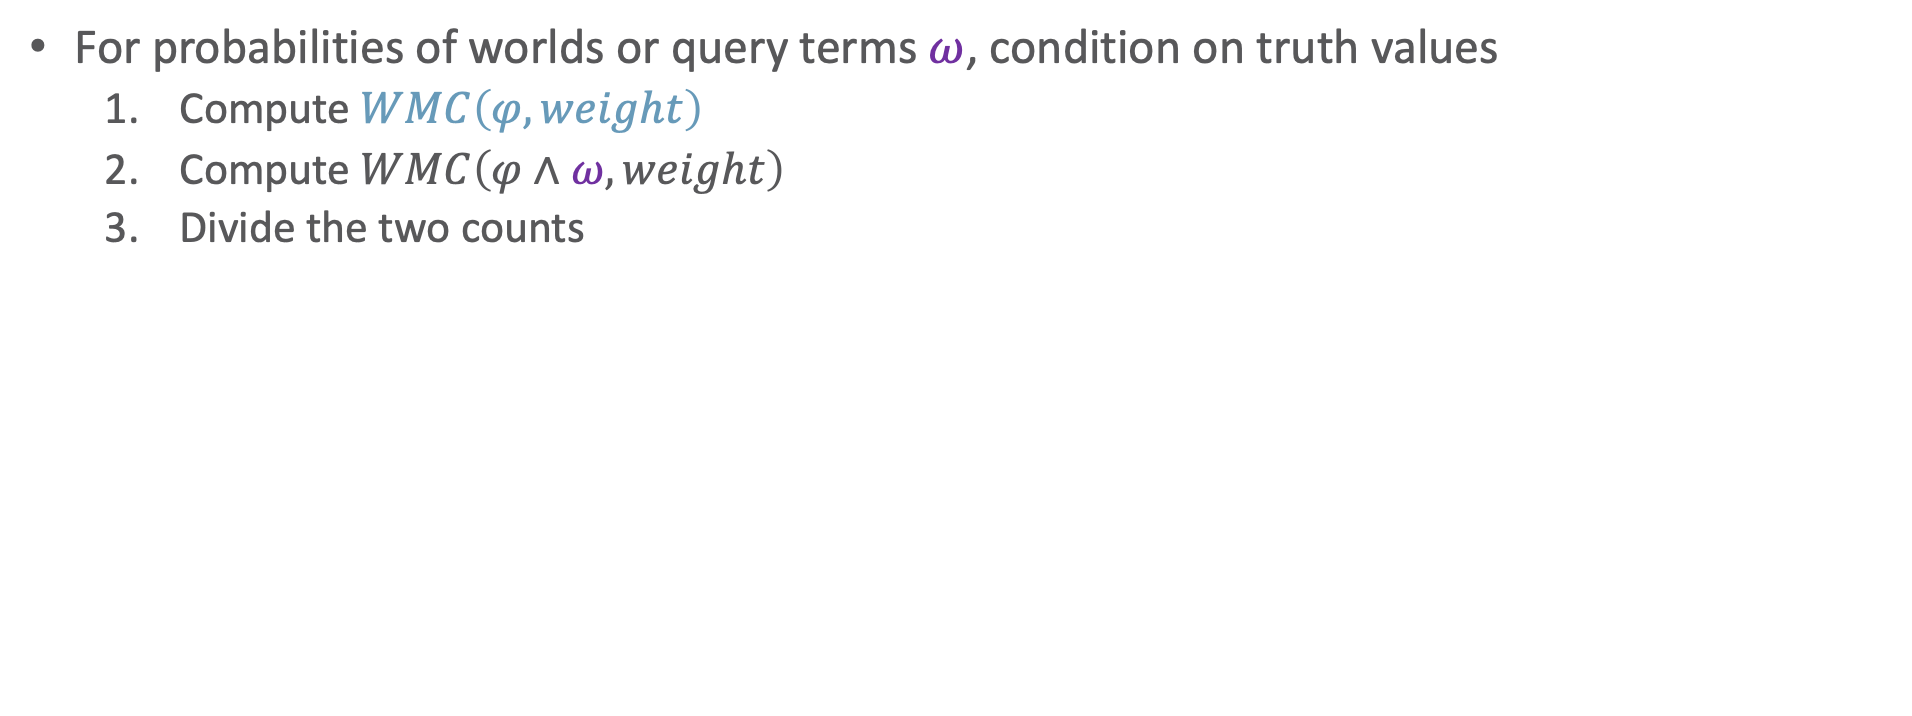 • For probabilities of worlds or query terms ω, condition on truth values
1. Compute WMC(φ, weight)
2. Compute WMC(φ ∧ ω, weight)
3. Divide the two counts